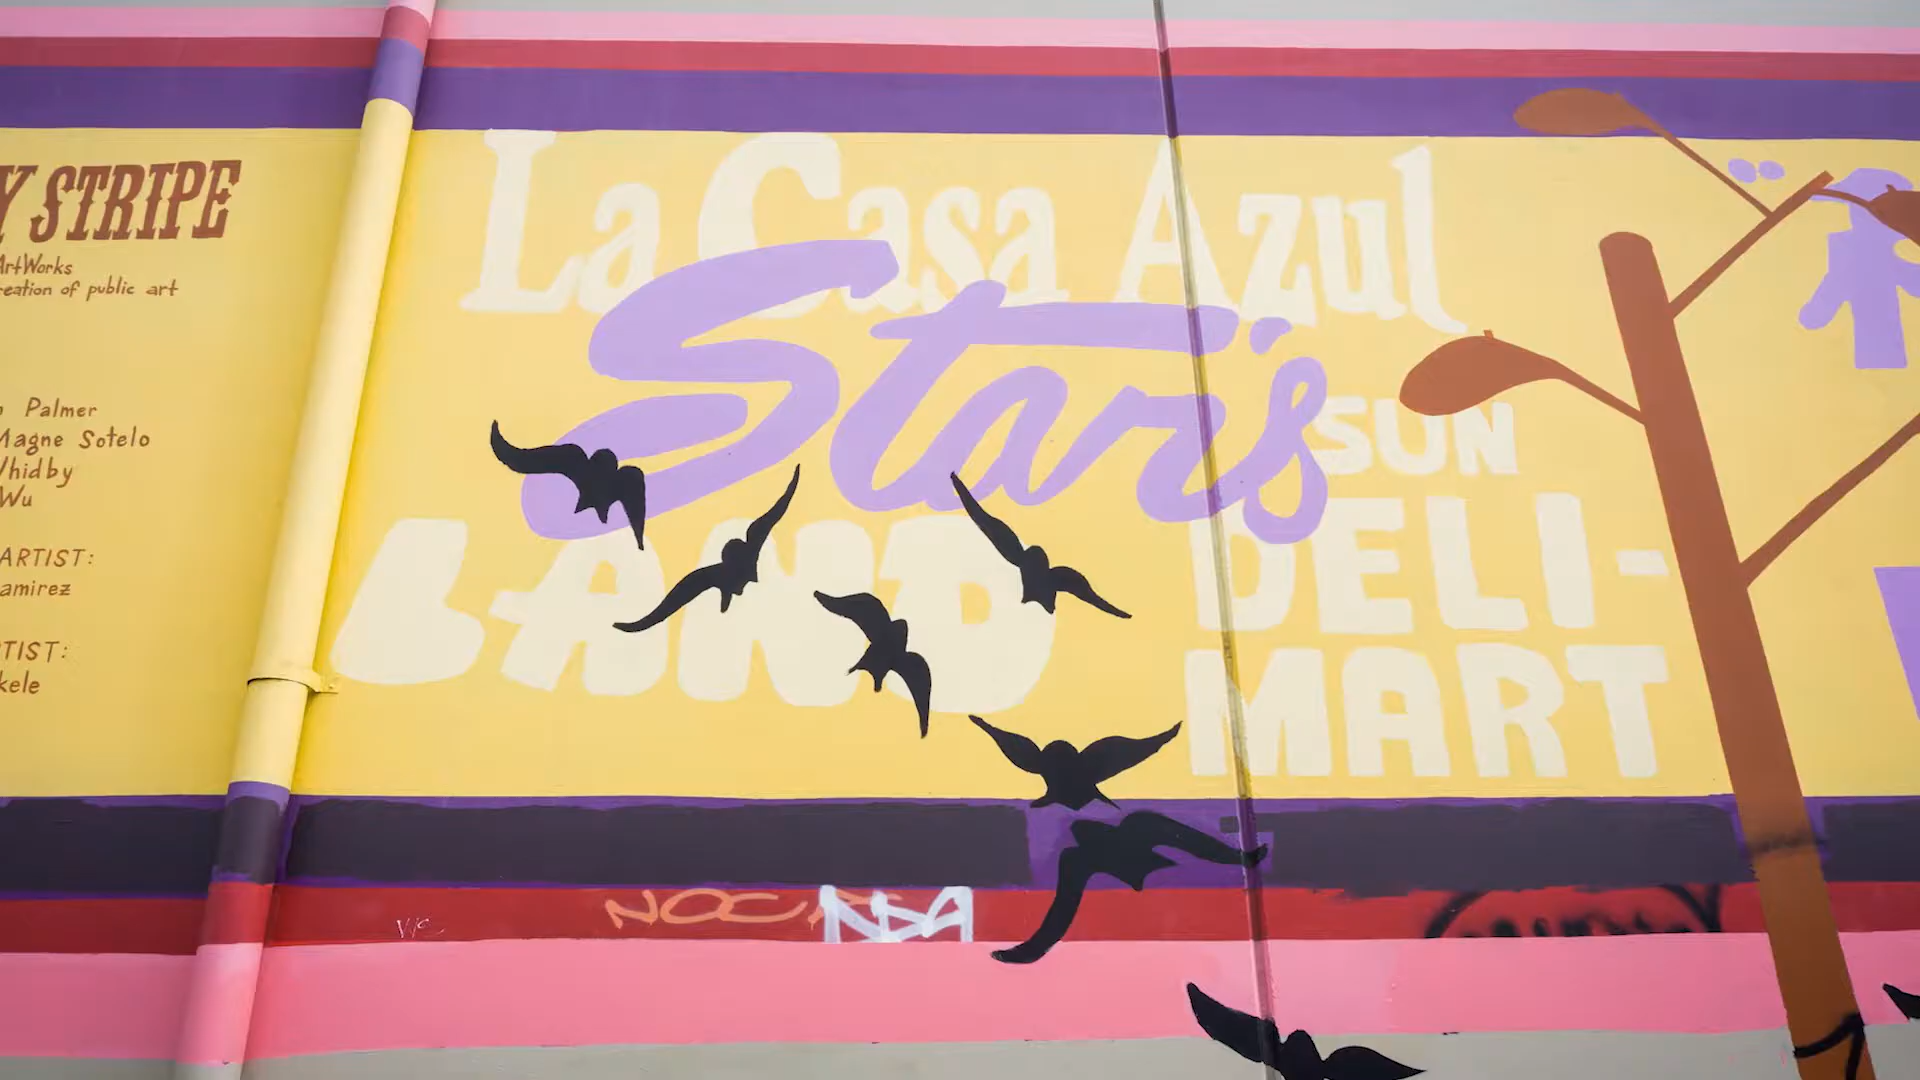 Y STRIPE
ArtWorks
reation of public art
Palmer
Magne Sotelo
Whidby
Wu
ARTIST:
amirez
TIST:
kele
La Casa Azul
Star's
SUN
LAND
DELI-
MART